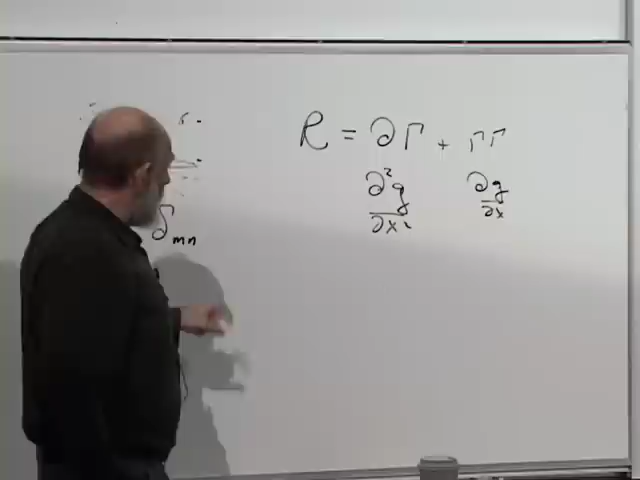 R = ∂Γ + ΓΓ
∂²g/∂x² ∂g/∂x
δmn